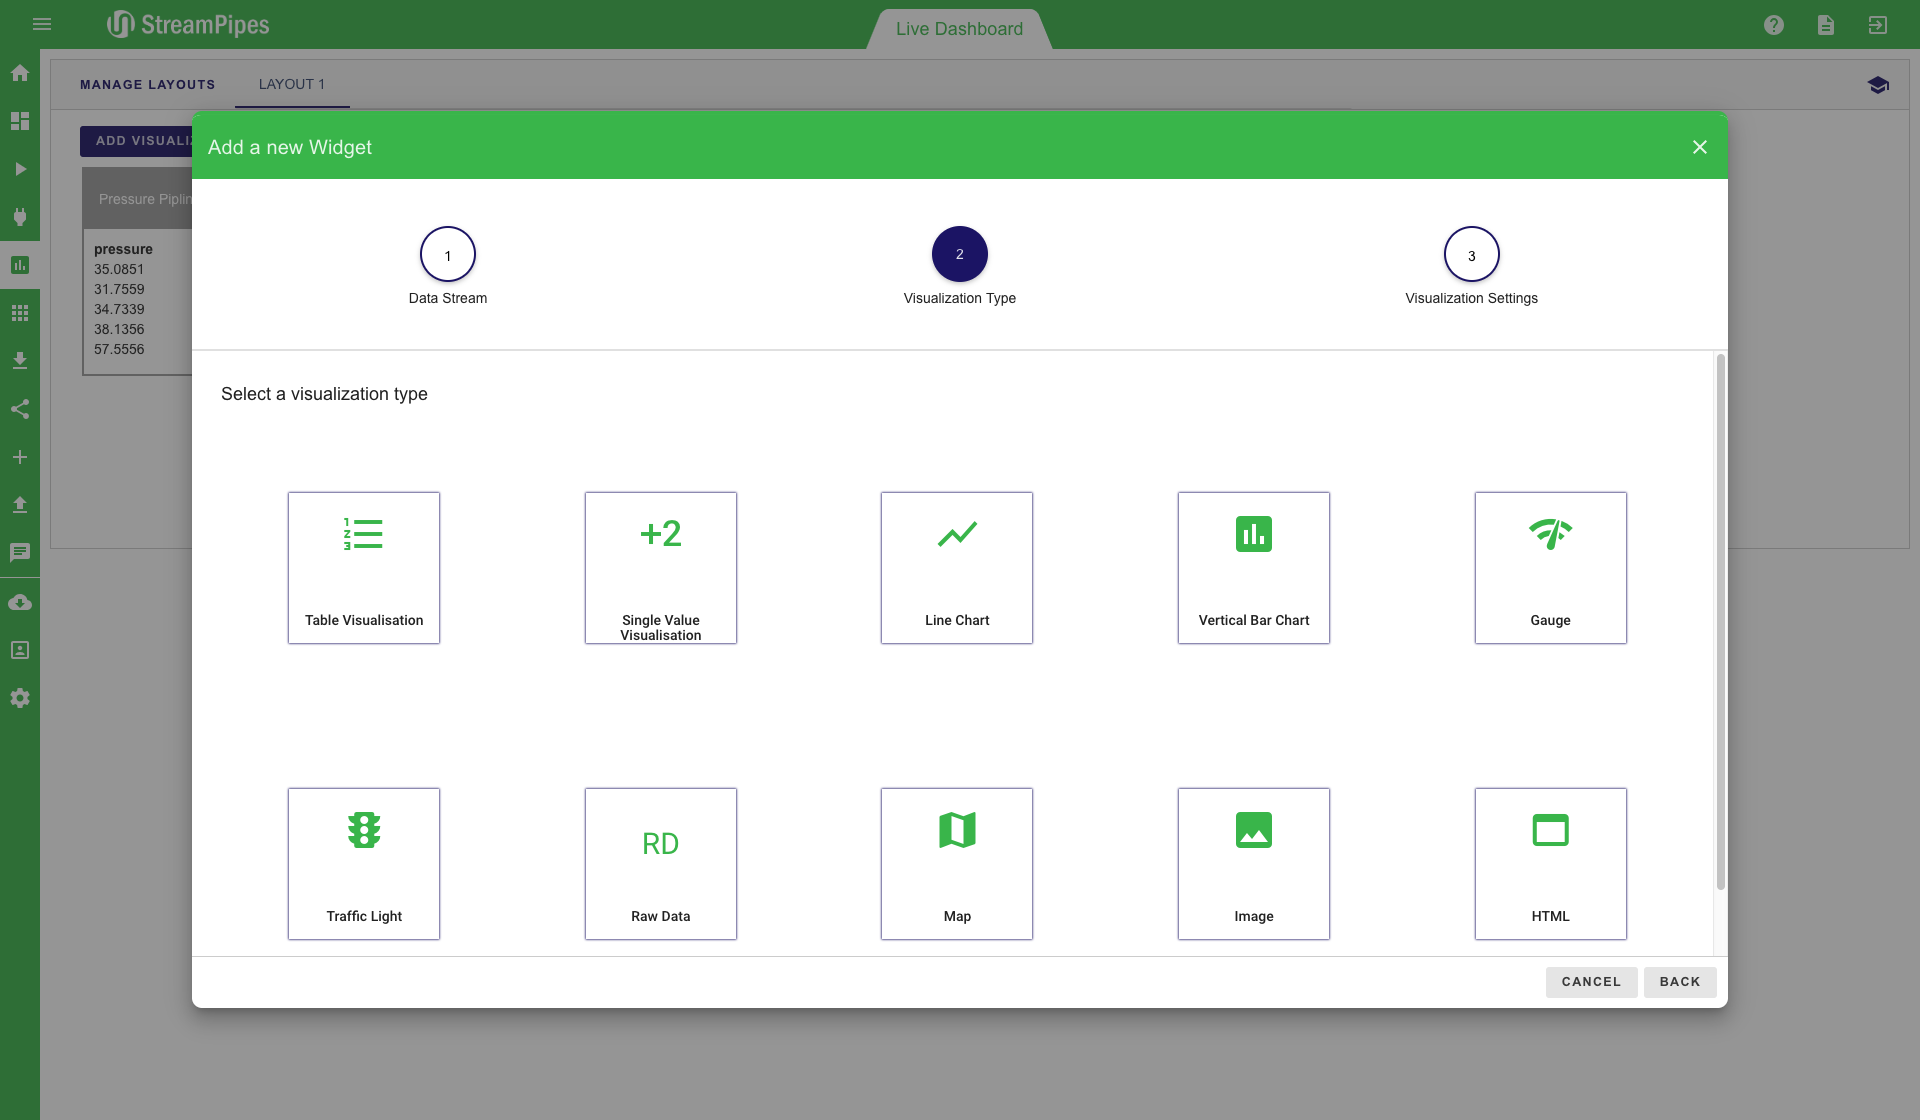 StreamPipes
Live Dashboard
MANAGE LAYOUTS
LAYOUT 1
ADD VISUALI
Pressure Piplin
pressure
35.0851
31.7559
34.7339
38.1356
57.5556
Add a new Widget
1
2
3
Data Stream
Visualization Type
Visualization Settings
Select a visualization type
1
2
3
+2
Table Visualisation
Single Value
Visualisation
Line Chart
Vertical Bar Chart
Gauge
RD
Traffic Light
Raw Data
Map
Image
HTML
CANCEL
BACK